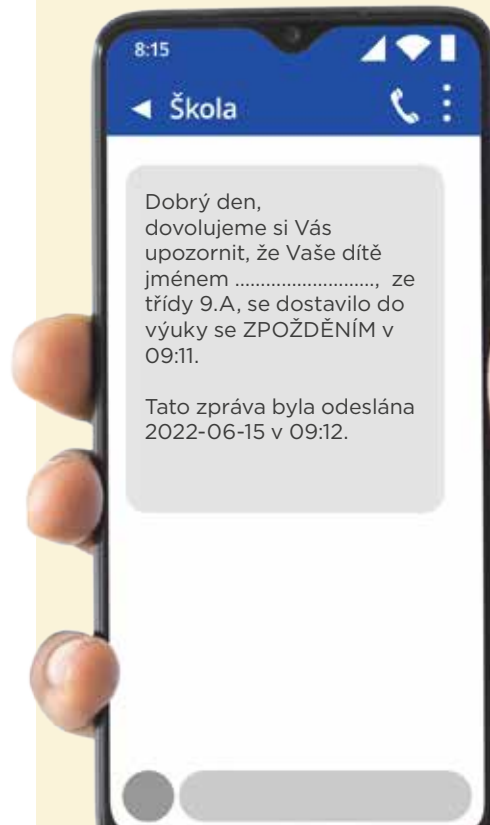 8:15
◄ Škola
Dobrý den,
dovolujeme si Vás
upozornit, že Vaše dítě
jménem ..........................., ze
třídy 9.A, se dostavilo do
výuky se ZPOŽDĚNÍM v
09:11.
Tato zpráva byla odeslána
2022-06-15 v 09:12.